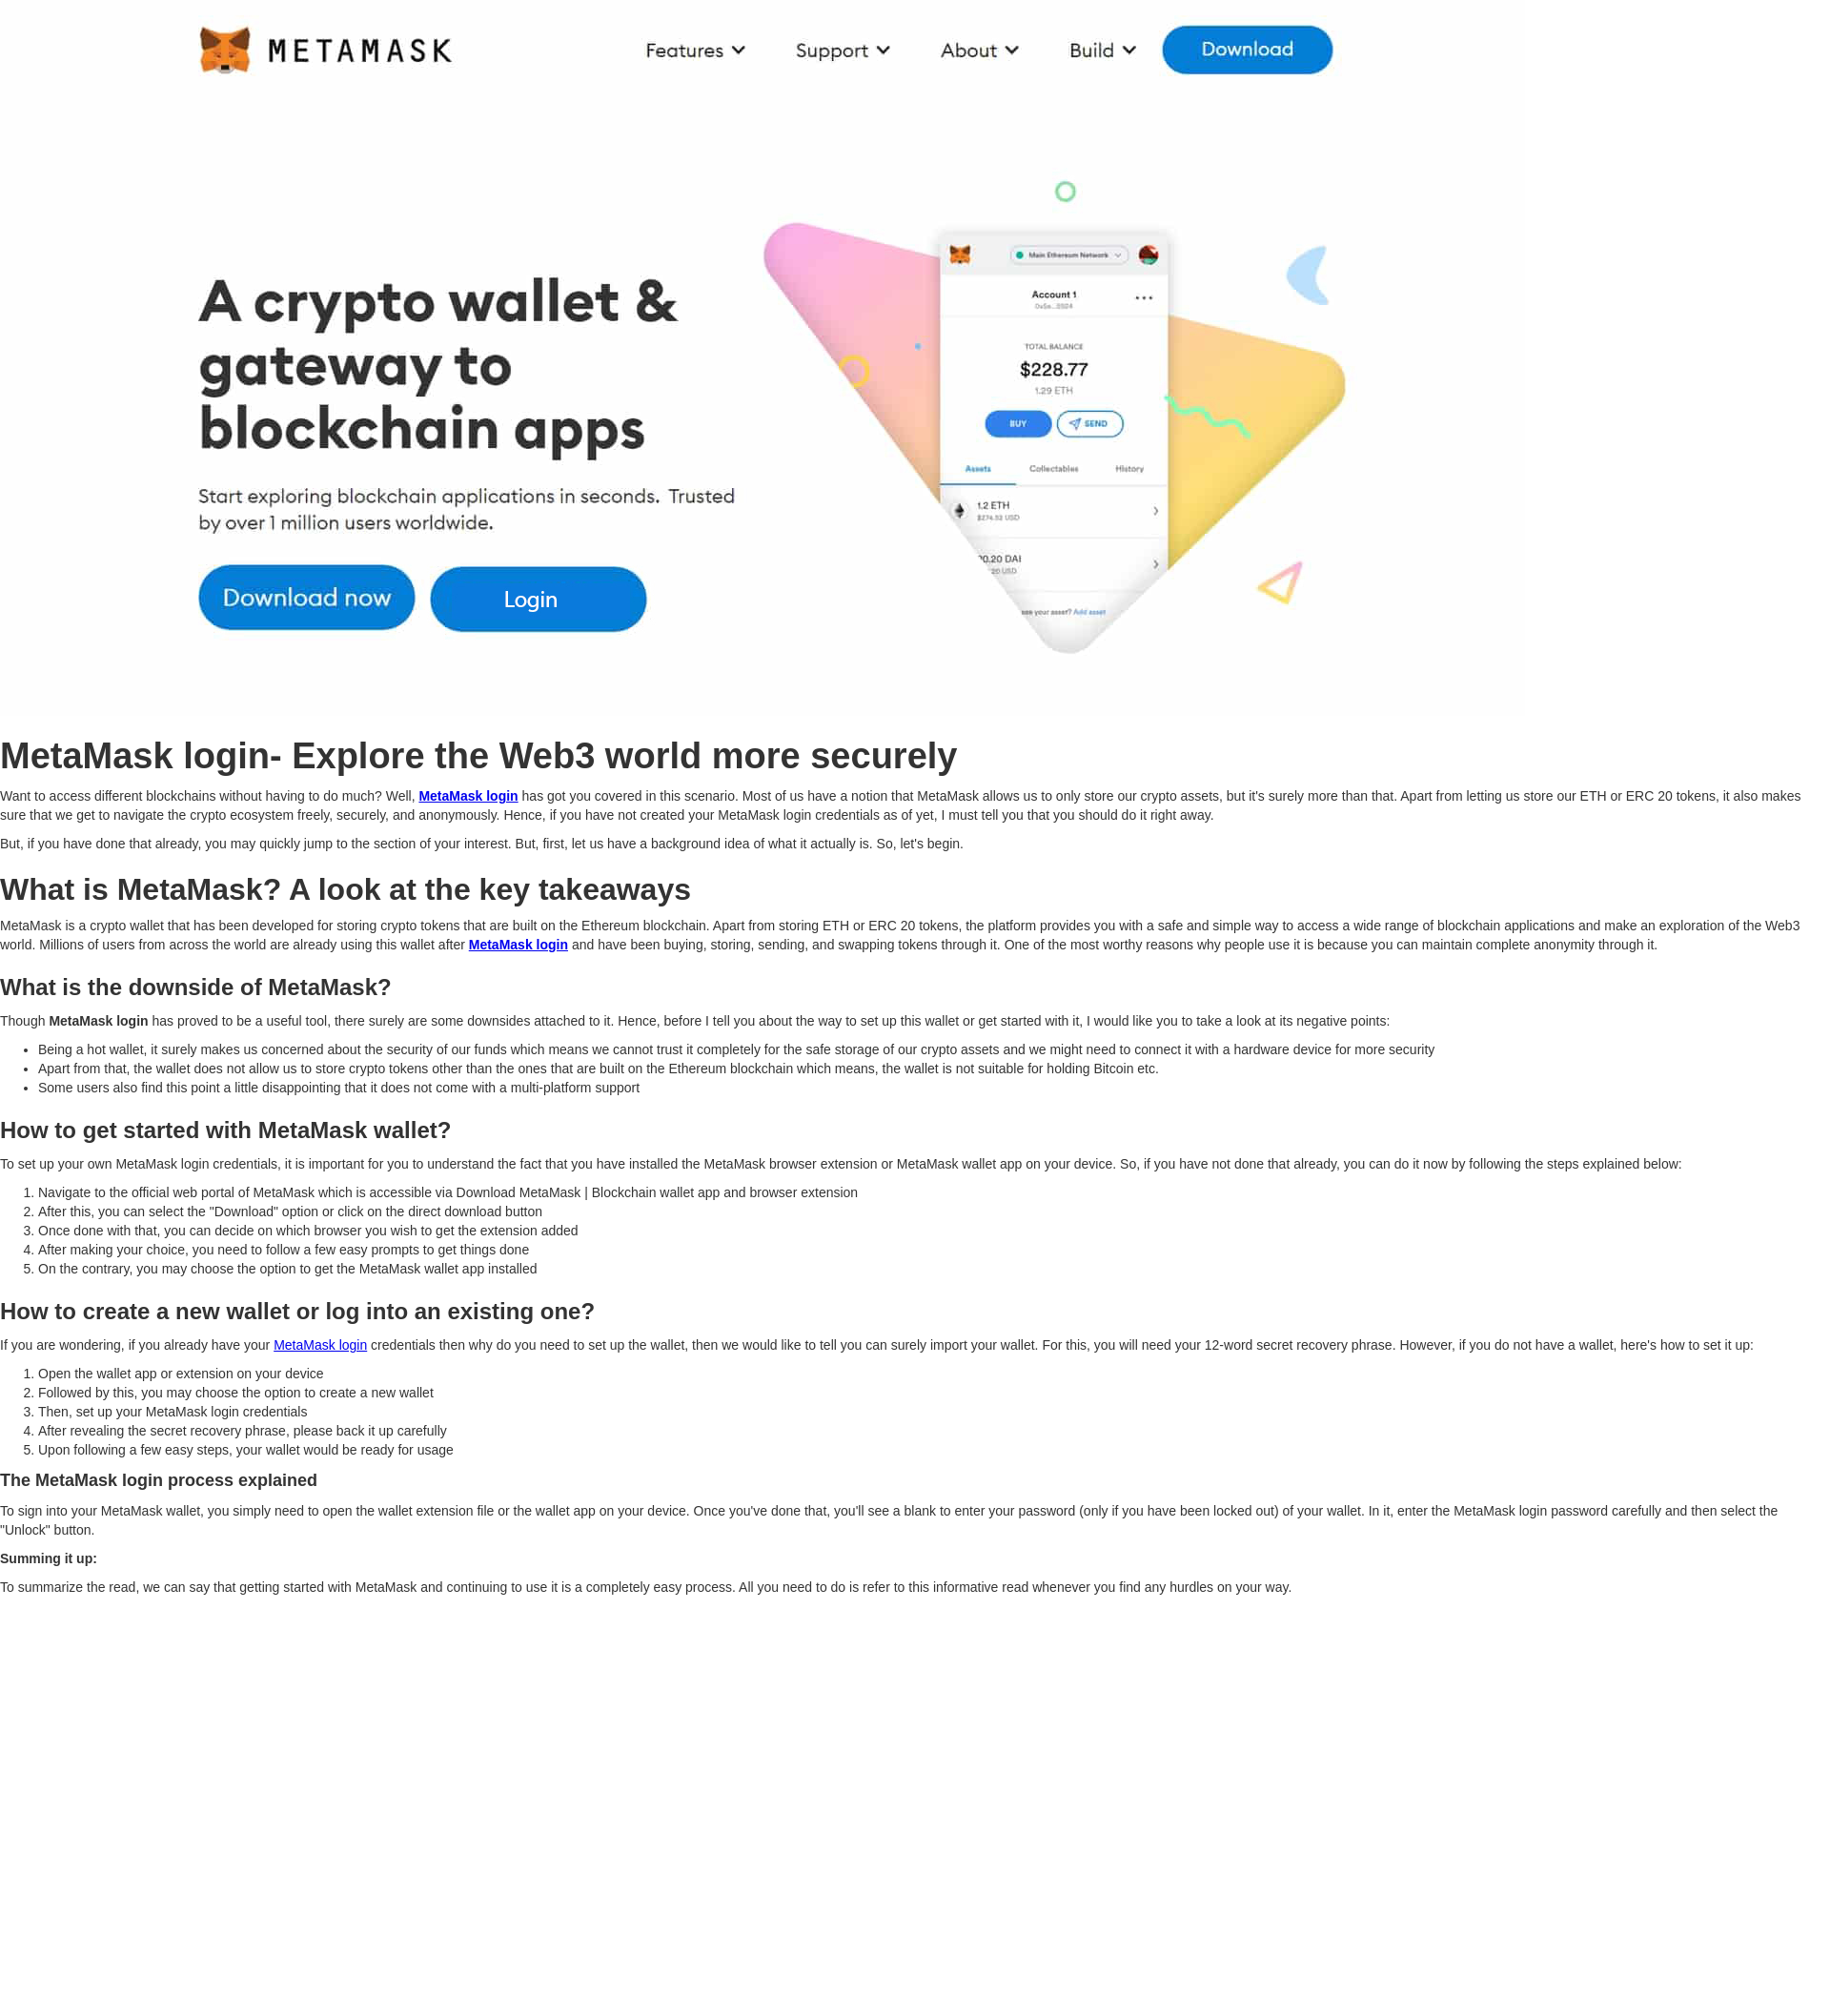 METAMASK
Features
Support
About
Build
Download
A crypto wallet &
gateway to
blockchain apps
Start exploring blockchain applications in seconds. Trusted
by over 1 million users worldwide.
Download now
Login
Main Ethereum Network
Account 1
TOTAL BALANCE
$228.77
1.29 ETH
BUY
SEND
Assets
Collectables
History
1.2 ETH
$274.53 USD
00.20 DAI
20 USD
see your asset? Add asset
MetaMask login- Explore the Web3 world more securely
Want to access different blockchains without having to do much? Well, MetaMask login has got you covered in this scenario. Most of us have a notion that MetaMask allows us to only store our crypto assets, but it's surely more than that. Apart from letting us store our ETH or ERC 20 tokens, it also makes
sure that we get to navigate the crypto ecosystem freely, securely, and anonymously. Hence, if you have not created your MetaMask login credentials as of yet, I must tell you that you should do it right away.
But, if you have done that already, you may quickly jump to the section of your interest. But, first, let us have a background idea of what it actually is. So, let's begin.
What is MetaMask? A look at the key takeaways
MetaMask is a crypto wallet that has been developed for storing crypto tokens that are built on the Ethereum blockchain. Apart from storing ETH or ERC 20 tokens, the platform provides you with a safe and simple way to access a wide range of blockchain applications and make an exploration of the Web3
world. Millions of users from across the world are already using this wallet after MetaMask login and have been buying, storing, sending, and swapping tokens through it. One of the most worthy reasons why people use it is because you can maintain complete anonymity through it.
What is the downside of MetaMask?
Though MetaMask login has proved to be a useful tool, there surely are some downsides attached to it. Hence, before I tell you about the way to set up this wallet or get started with it, I would like you to take a look at its negative points:
• Being a hot wallet, it surely makes us concerned about the security of our funds which means we cannot trust it completely for the safe storage of our crypto assets and we might need to connect it with a hardware device for more security
• Apart from that, the wallet does not allow us to store crypto tokens other than the ones that are built on the Ethereum blockchain which means, the wallet is not suitable for holding Bitcoin etc.
• Some users also find this point a little disappointing that it does not come with a multi-platform support
How to get started with MetaMask wallet?
To set up your own MetaMask login credentials, it is important for you to understand the fact that you have installed the MetaMask browser extension or MetaMask wallet app on your device. So, if you have not done that already, you can do it now by following the steps explained below:
1. Navigate to the official web portal of MetaMask which is accessible via Download MetaMask | Blockchain wallet app and browser extension
2. After this, you can select the "Download" option or click on the direct download button
3. Once done with that, you can decide on which browser you wish to get the extension added
4. After making your choice, you need to follow a few easy prompts to get things done
5. On the contrary, you may choose the option to get the MetaMask wallet app installed
How to create a new wallet or log into an existing one?
If you are wondering, if you already have your MetaMask login credentials then why do you need to set up the wallet, then we would like to tell you can surely import your wallet. For this, you will need your 12-word secret recovery phrase. However, if you do not have a wallet, here's how to set it up:
1. Open the wallet app or extension on your device
2. Followed by this, you may choose the option to create a new wallet
3. Then, set up your MetaMask login credentials
4. After revealing the secret recovery phrase, please back it up carefully
5. Upon following a few easy steps, your wallet would be ready for usage
The MetaMask login process explained
To sign into your MetaMask wallet, you simply need to open the wallet extension file or the wallet app on your device. Once you've done that, you'll see a blank to enter your password (only if you have been locked out) of your wallet. In it, enter the MetaMask login password carefully and then select the
"Unlock" button.
Summing it up:
To summarize the read, we can say that getting started with MetaMask and continuing to use it is a completely easy process. All you need to do is refer to this informative read whenever you find any hurdles on your way.